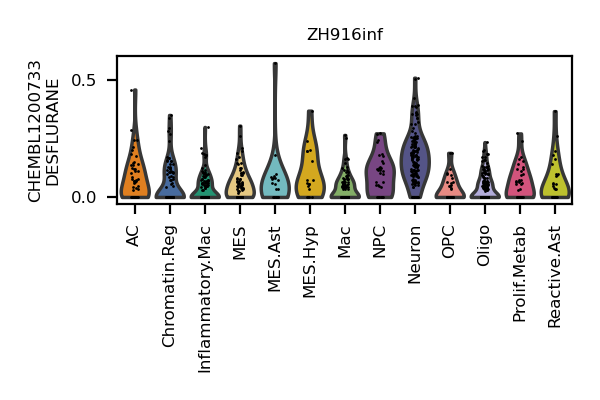 ZH916inf
CHEMBL1200733
DESFLURANE
0.5
0.0
AC
Chromatin.Reg
Inflammatory.Mac
MES
MES.Ast
MES.Hyp
Mac
NPC
Neuron
OPC
Oligo
Prolif.Metab
Reactive.Ast